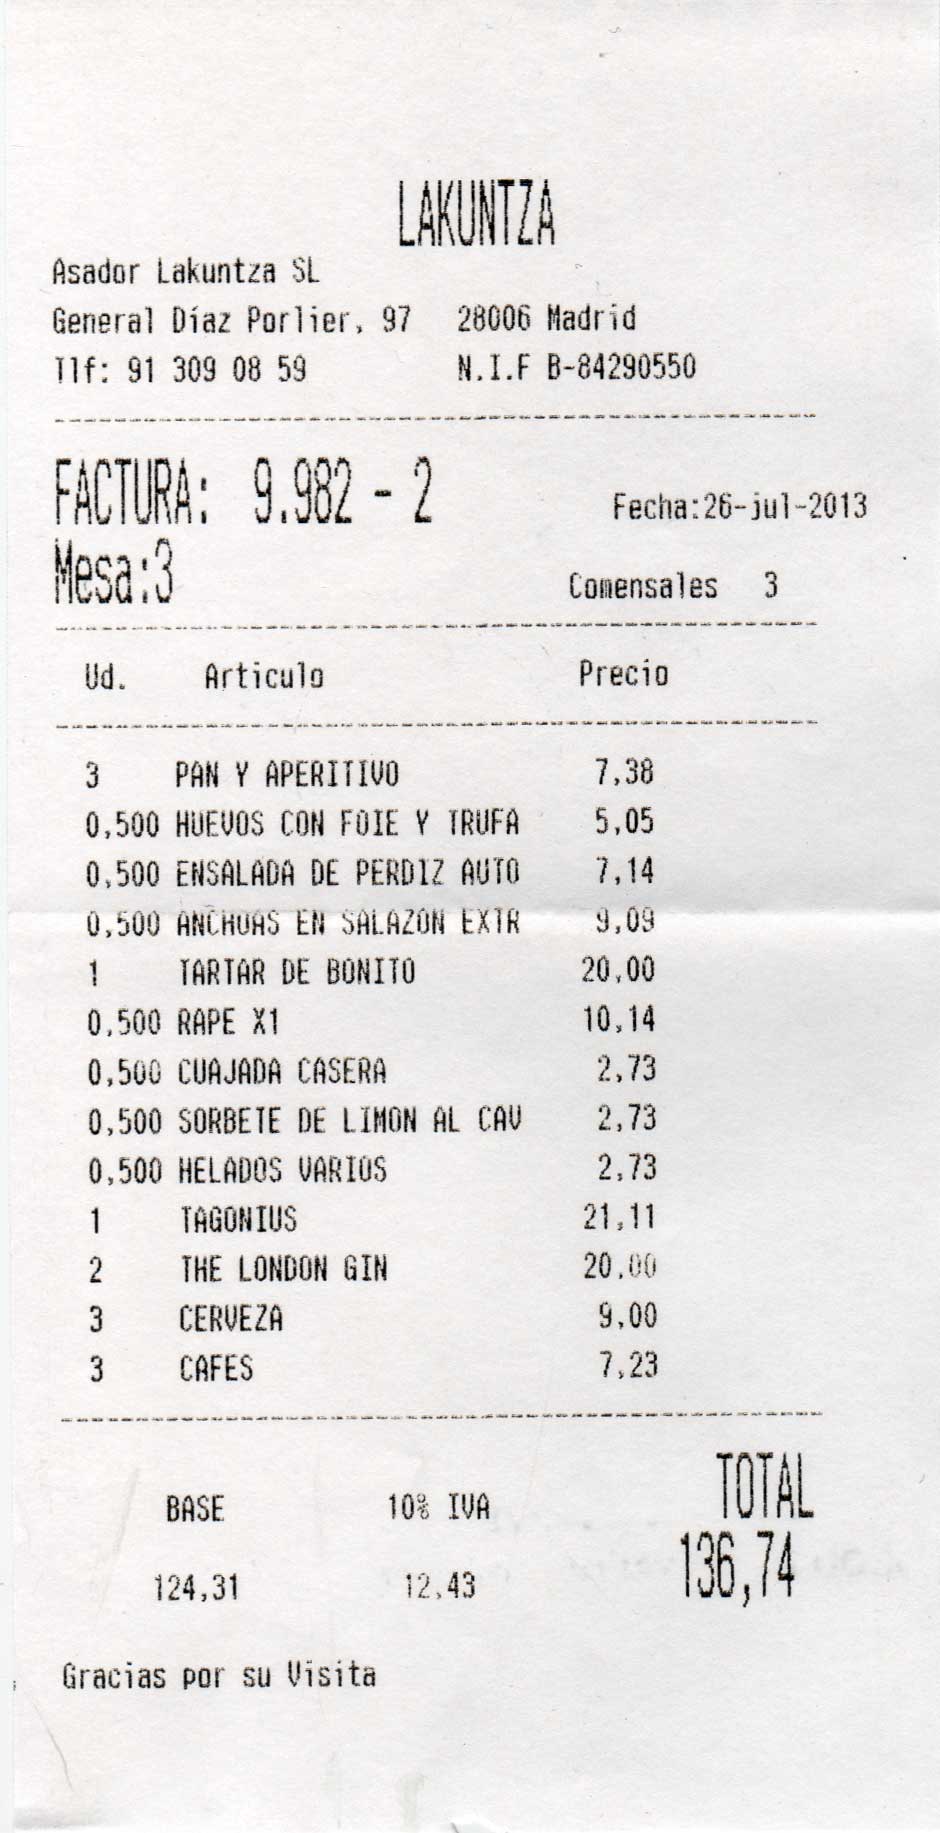 LAKUNTZA
Asador Lakuntza SL
General Díaz Porlier, 97 28006 Madrid
Tlf: 91 309 08 59 N.I.F B-84290550
FACTURA: 9.982 - 2 Fecha:26-jul-2013
Mesa:3 Comensales 3
Ud. Articulo Precio
3 PAN Y APERITIVO 7,38
0,500 HUEVOS CON FOIE Y TRUFA 5,05
0,500 ENSALADA DE PERDIZ AUTO 7,14
0,500 ANCHOAS EN SALAZON EXTR 9,09
1 TARTAR DE BONITO 20,00
0,500 RAPE X1 10,14
0,500 CUAJADA CASERA 2,73
0,500 SORBETE DE LIMON AL CAV 2,73
0,500 HELADOS VARIOS 2,73
1 TAGONIUS 21,11
2 THE LONDON GIN 20,00
3 CERVEZA 9,00
3 CAFES 7,23
BASE 10% IVA TOTAL
124,31 12,43 136,74
Gracias por su Visita